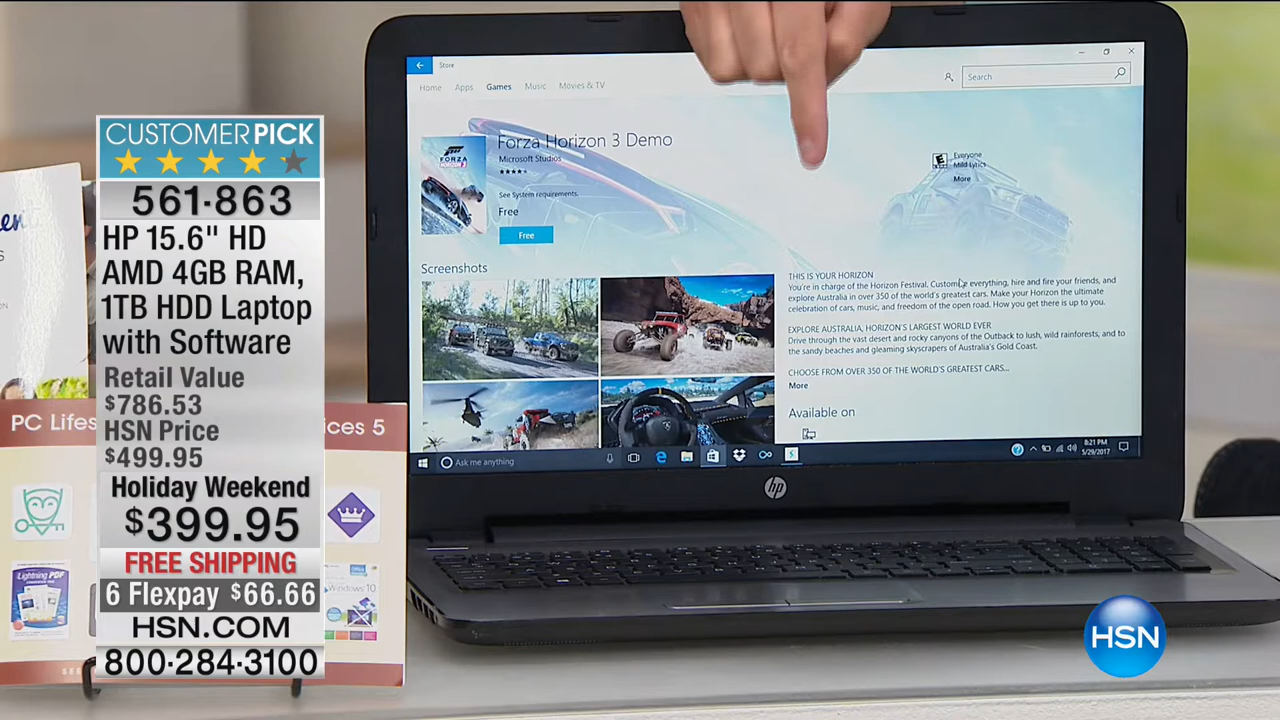 CUSTOMER PICK
561-863
HP 15.6" HD
AMD 4GB RAM,
1TB HDD Laptop
with Software
Retail Value
$786.53
HSN Price
$499.95
Holiday Weekend
$399.95
FREE SHIPPING
6 Flexpay $66.66
HSN.COM
800-284-3100
PC Lifes
ices 5
Lightning PDF
Office
Windows 10
Store
Home Apps Games Music Movies & TV
Search
FORZA
HORIZON 3
Forza Horizon 3 Demo
Microsoft Studios
See System requirements.
Free
Free
E
Everyone
Mild Lyrics
More
Screenshots
THIS IS YOUR HORIZON
You're in charge of the Horizon Festival. Customize everything, hire and fire your friends, and
explore Australia in over 350 of the world's greatest cars. Make your Horizon the ultimate
celebration of cars, music, and freedom of the open road. How you get there is up to you.
EXPLORE AUSTRALIA, HORIZON'S LARGEST WORLD EVER
Drive through the vast desert and rocky canyons of the Outback to lush, wild rainforests, and to
the sandy beaches and gleaming skyscrapers of Australia's Gold Coast.
CHOOSE FROM OVER 350 OF THE WORLD'S GREATEST CARS...
More
Available on
Ask me anything
8:21 PM
5/29/2017
hp
HSN